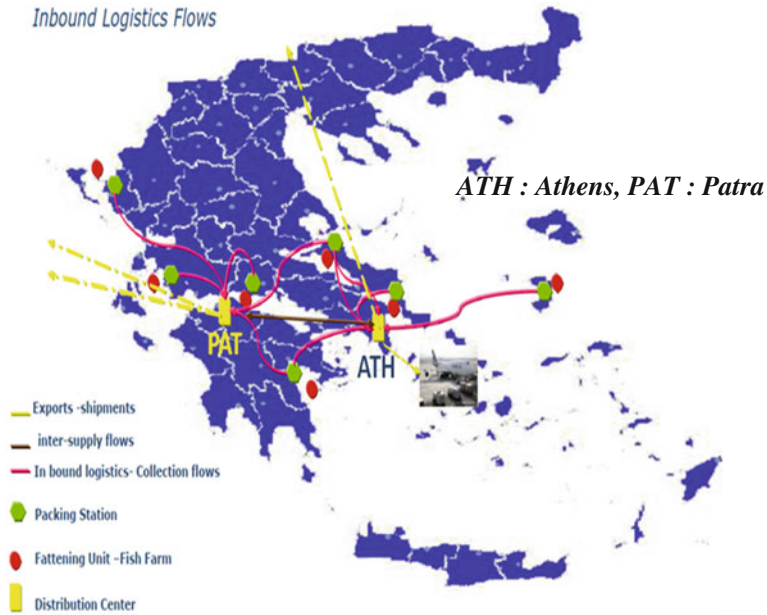 Inbound Logistics Flows
ATH : Athens, PAT : Patra
PAT
ATH
Exports -shipments
inter-supply flows
In bound logistics- Collection flows
Packing Station
Fattening Unit -Fish Farm
Distribution Center